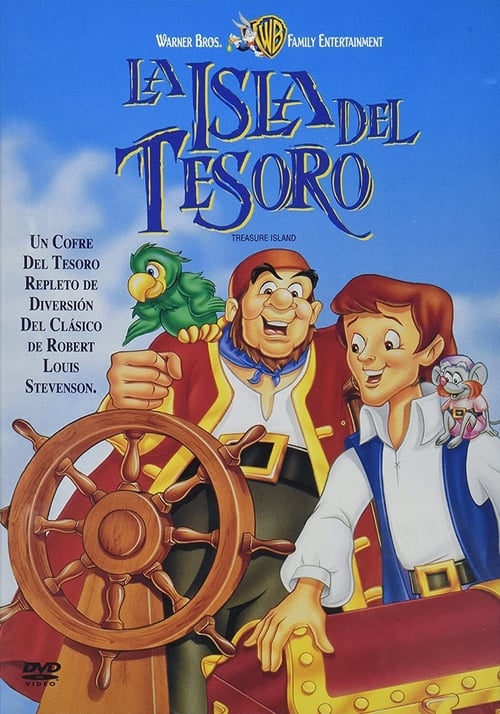 WARNER BROS. WB FAMILY ENTERTAINMENT
LA ISLA DEL
TESORO
TREASURE ISLAND
UN COFRE
DEL TESORO
REPLETO DE
DIVERSIÓN
DEL CLÁSICO
DE ROBERT
LOUIS
STEVENSON.
DVD
VIDEO